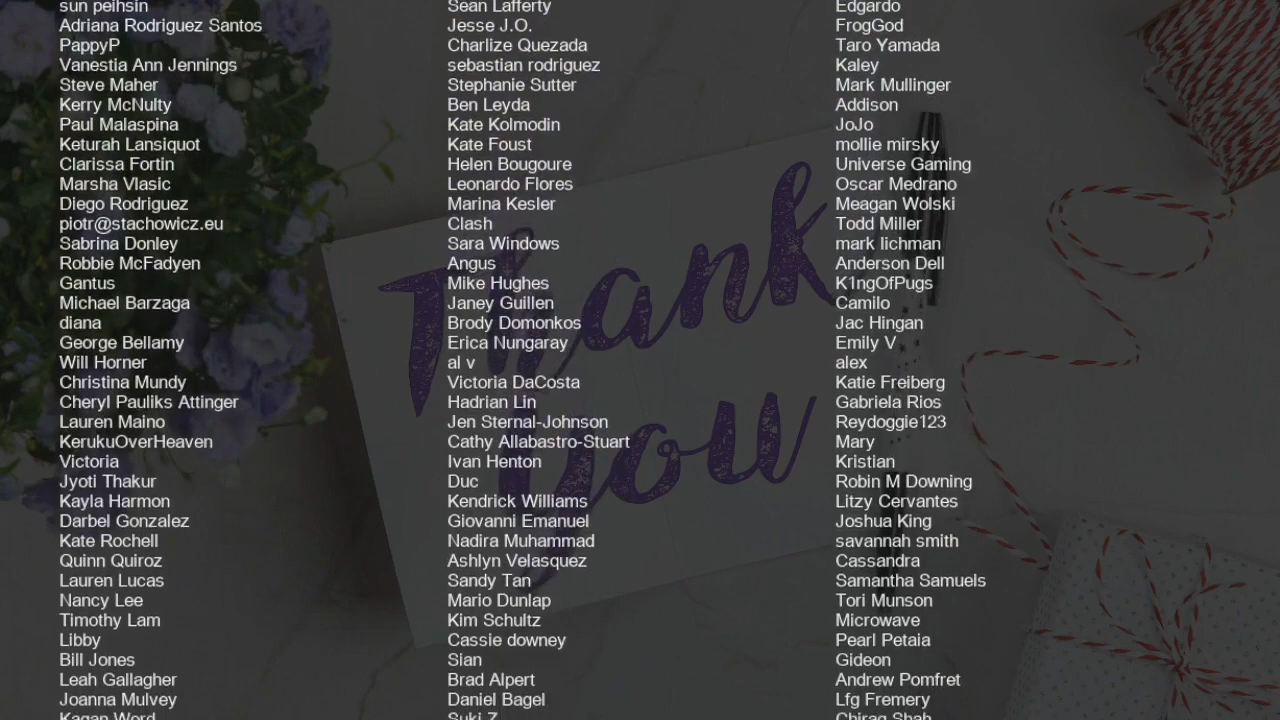 sun peihsin
Adriana Rodriguez Santos
PappyP
Vanestia Ann Jennings
Steve Maher
Kerry McNulty
Paul Malaspina
Keturah Lansiquot
Clarissa Fortin
Marsha Vlasic
Diego Rodriguez
piotr@stachowicz.eu
Sabrina Donley
Robbie McFadyen
Gantus
Michael Barzaga
diana
George Bellamy
Will Horner
Christina Mundy
Cheryl Pauliks Attinger
Lauren Maino
KerukuOverHeaven
Victoria
Jyoti Thakur
Kayla Harmon
Darbel Gonzalez
Kate Rochell
Quinn Quiroz
Lauren Lucas
Nancy Lee
Timothy Lam
Libby
Bill Jones
Leah Gallagher
Joanna Mulvey
Kagan Word
Sean Lafferty
Jesse J.O.
Charlize Quezada
sebastian rodriguez
Stephanie Sutter
Ben Leyda
Kate Kolmodin
Kate Foust
Helen Bougoure
Leonardo Flores
Marina Kesler
Clash
Sara Windows
Angus
Mike Hughes
Janey Guillen
Brody Domonkos
Erica Nungaray
al v
Victoria DaCosta
Hadrian Lin
Jen Sternal-Johnson
Cathy Allabastro-Stuart
Ivan Henton
Duc
Kendrick Williams
Giovanni Emanuel
Nadira Muhammad
Ashlyn Velasquez
Sandy Tan
Mario Dunlap
Kim Schultz
Cassie downey
Sian
Brad Alpert
Daniel Bagel
Suki Z
Edgardo
FrogGod
Taro Yamada
Kaley
Mark Mullinger
Addison
JoJo
mollie mirsky
Universe Gaming
Oscar Medrano
Meagan Wolski
Todd Miller
mark lichman
Anderson Dell
K1ngOfPugs
Camilo
Jac Hingan
Emily V
alex
Katie Freiberg
Gabriela Rios
Reydoggie123
Mary
Kristian
Robin M Downing
Litzy Cervantes
Joshua King
savannah smith
Cassandra
Samantha Samuels
Tori Munson
Microwave
Pearl Petaia
Gideon
Andrew Pomfret
Lfg Fremery
Chirag Shah
Thank
you